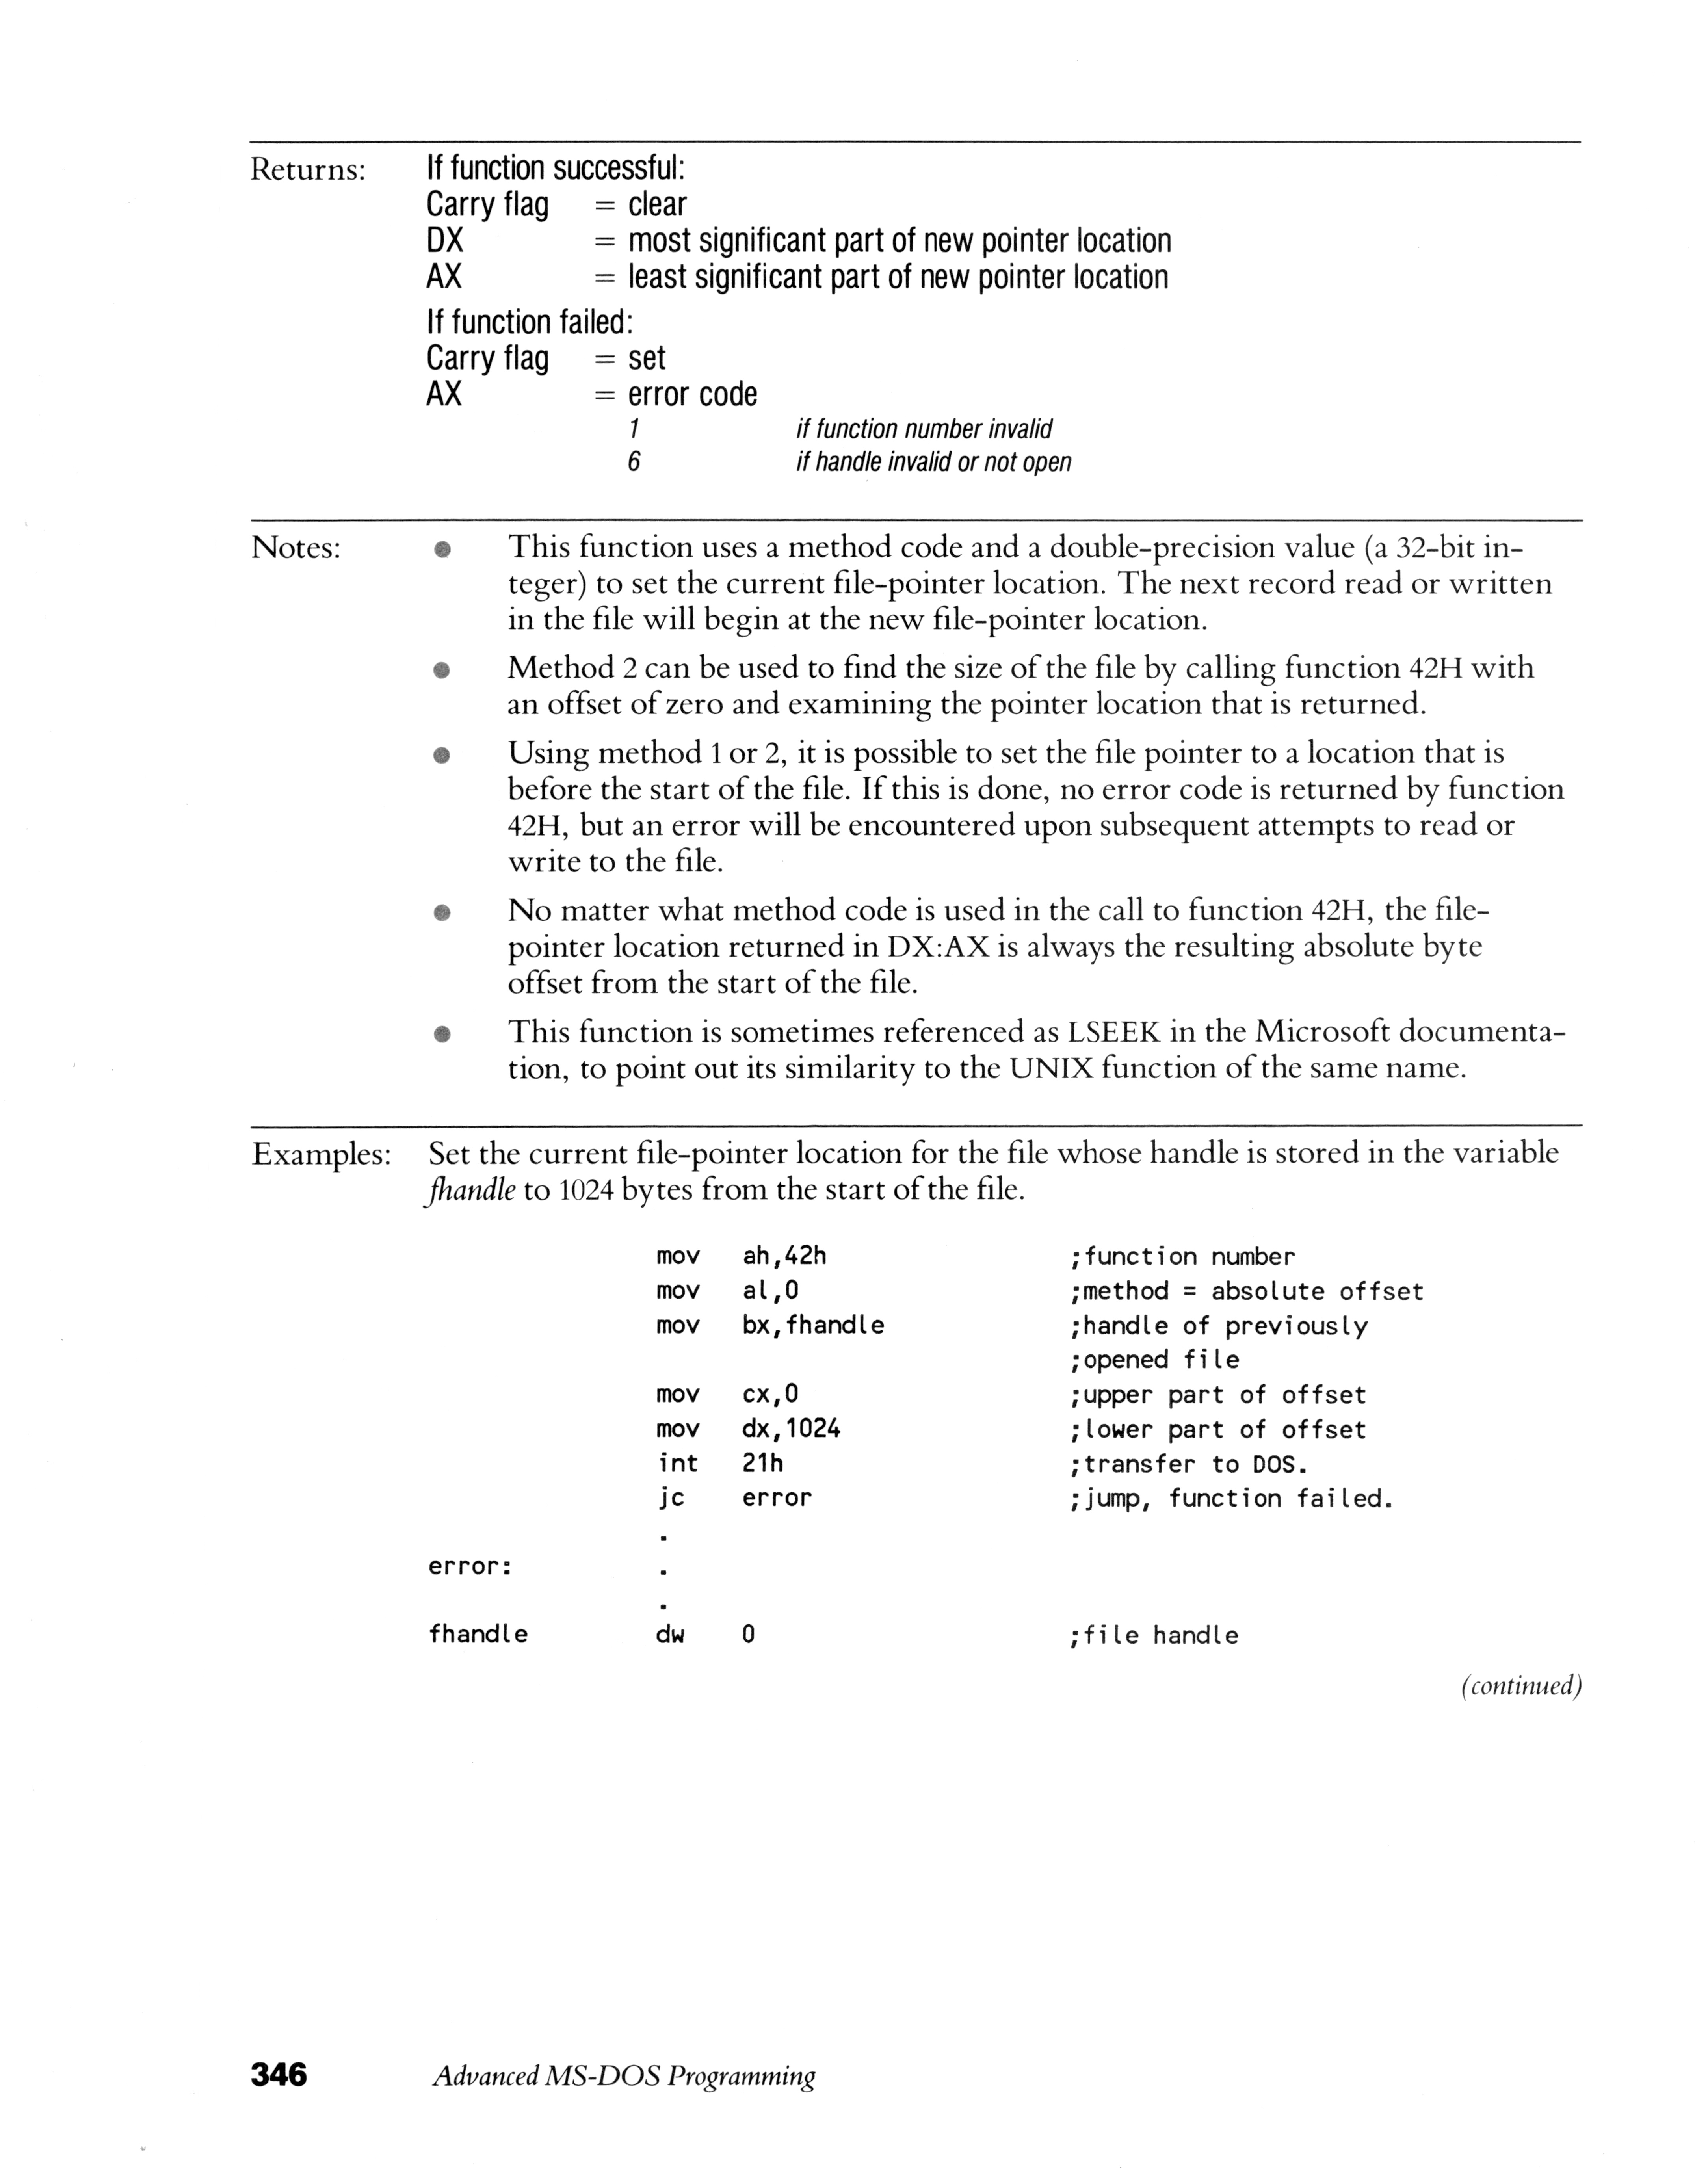 Returns: If function successful:
Carry flag = clear
DX = most significant part of new pointer location
AX = least significant part of new pointer location
If function failed:
Carry flag = set
AX = error code
1 if function number invalid
6 if handle invalid or not open
Notes: ● This function uses a method code and a double-precision value (a 32-bit in-
teger) to set the current file-pointer location. The next record read or written
in the file will begin at the new file-pointer location.
● Method 2 can be used to find the size of the file by calling function 42H with
an offset of zero and examining the pointer location that is returned.
● Using method 1 or 2, it is possible to set the file pointer to a location that is
before the start of the file. If this is done, no error code is returned by function
42H, but an error will be encountered upon subsequent attempts to read or
write to the file.
● No matter what method code is used in the call to function 42H, the file-
pointer location returned in DX:AX is always the resulting absolute byte
offset from the start of the file.
● This function is sometimes referenced as LSEEK in the Microsoft documenta-
tion, to point out its similarity to the UNIX function of the same name.
Examples: Set the current file-pointer location for the file whose handle is stored in the variable
fhandle to 1024 bytes from the start of the file.
mov ah,42h ;function number
mov al,0 ;method = absolute offset
mov bx,fhandle ;handle of previously
;opened file
mov cx,0 ;upper part of offset
mov dx,1024 ;lower part of offset
int 21h ;transfer to DOS.
jc error ;jump, function failed.
.
error: .
.
fhandle dw 0 ;file handle
(continued)
346 Advanced MS-DOS Programming